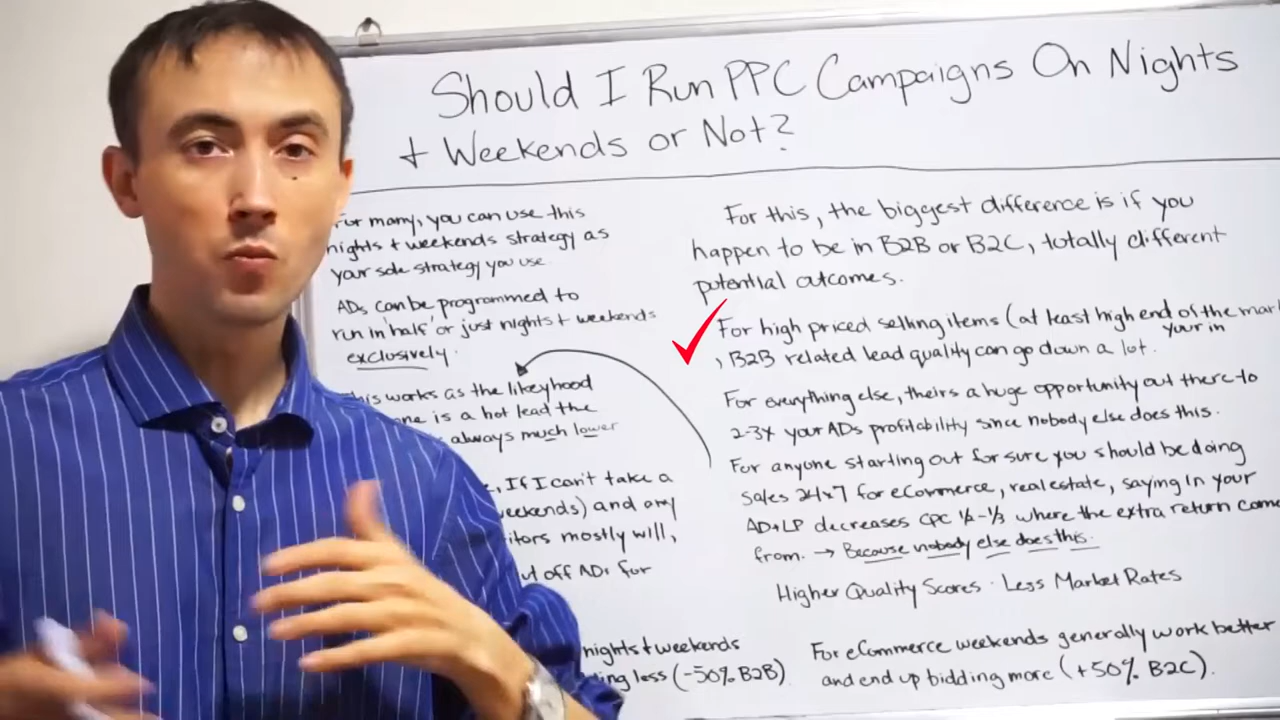 Should I Run PPC Campaigns On Nights
+ Weekends or Not?
For many, you can use this
nights + weekends strategy as
your sole strategy you use
ADs can be programmed to
run in 'half' or just nights + weekends
exclusively.
This works as the likeyhood
one is a hot lead the
always much lower
, If I can't take a
weekends) and any
itors mostly will,
ut off ADs for
nights + weekends
ing less (-50% B2B)
For this, the biggest difference is if you
happen to be in B2B or B2C, totally different
potential outcomes.
For high priced selling items (at least high end of the mar
your in
, B2B related lead quality can go down a lot.
For everything else, theirs a huge opportunity out there to
2-3x your ADs profitability since nobody else does this.
For anyone starting out for sure you should be doing
sales 24x7 for eCommerce, real estate, saying in your
AD+LP decreases CPC 1/2-1/3 where the extra return come
from. → Because nobody else does this.
Higher Quality Scores · Less Market Rates
For eCommerce weekends generally work better
and end up bidding more (+50% B2C).